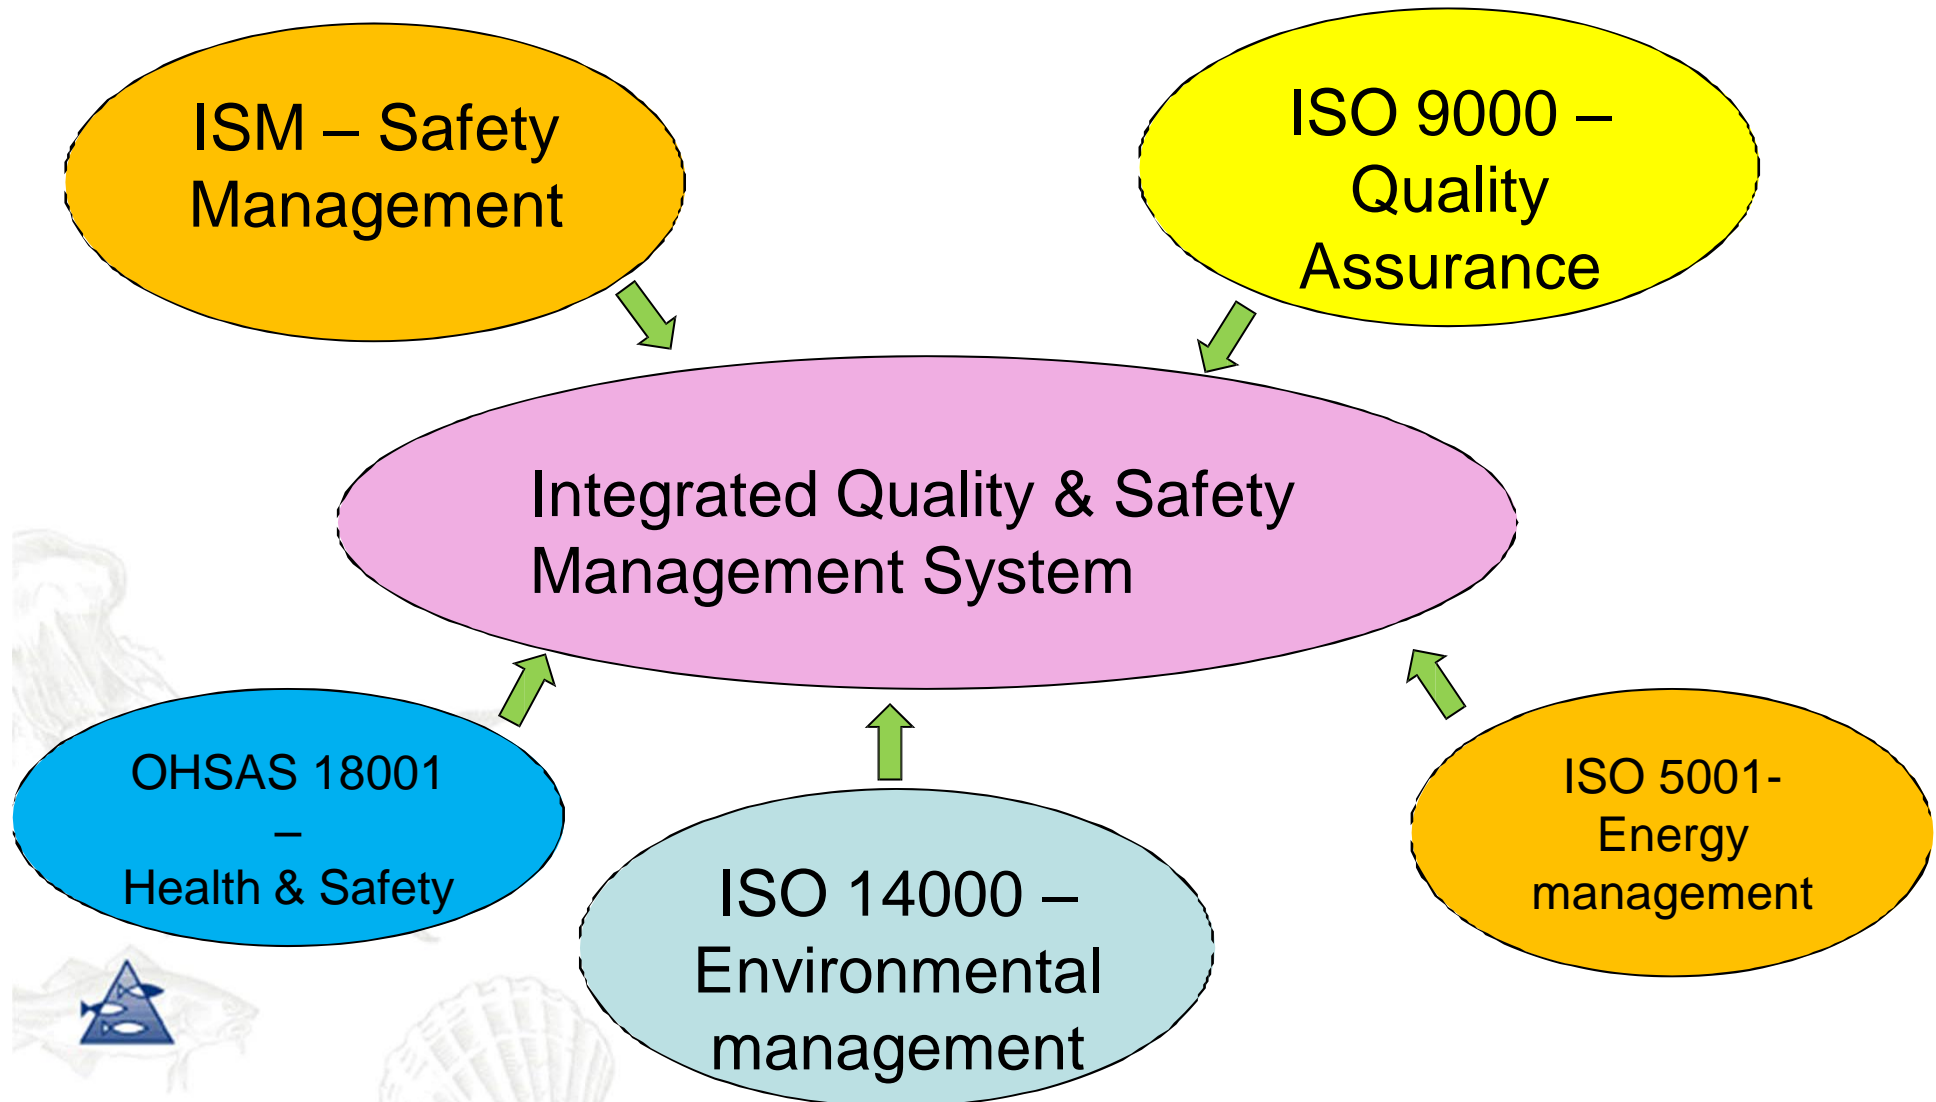 ISM – Safety
Management
ISO 9000 –
Quality
Assurance
Integrated Quality & Safety
Management System
OHSAS 18001
–
Health & Safety
ISO 14000 –
Environmental
management
ISO 5001-
Energy
management